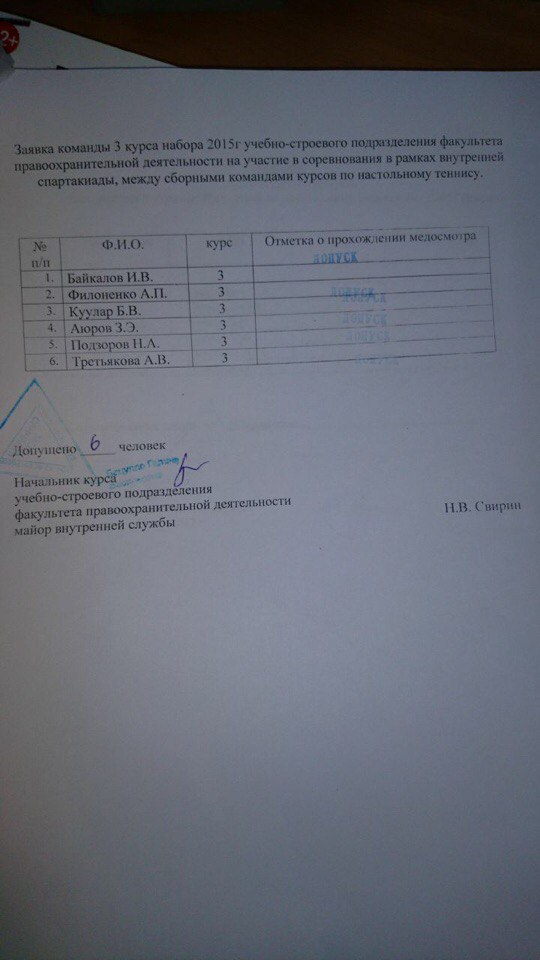 2+
Заявка команды 3 курса набора 2015г учебно-строевого подразделения факультета
правоохранительной деятельности на участие в соревнования в рамках внутренней
спартакиады, между сборными командами курсов по настольному теннису.
№ п/п Ф.И.О. курс Отметка о прохождении медосмотра
ДОПУСК
1. Байкалов И.В. 3
2. Филоненко А.П. 3 ДОПУСК
3. Куулар Б.В. 3 ДОПУСК
4. Аюров З.Э. 3 ДОПУСК
5. Подзоров Н.А. 3 ДОПУСК
6. Третьякова А.В. 3 ДОПУСК
Допущено 6 человек
Начальник курса
учебно-строевого подразделения
факультета правоохранительной деятельности
майор внутренней службы Н.В. Свирин